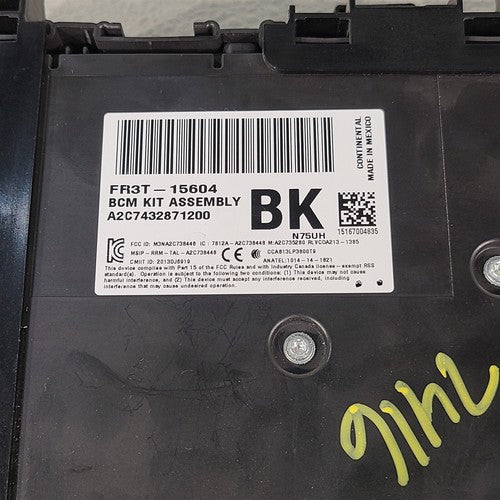 FR3T-15604
BCM KIT ASSEMBLY
A2C7432871200
BK
N75UH
CONTINENTAL
MADE IN MEXICO
15167004835
FCC ID: M3NA2C738448 IC: 7812A-A2C738448 M:A2C735280 RLVCOA213-1385
MSIP-RRM-TAL-A2C738448 CE CCAB13LP3800T9
CMIIT ID: 2013DJ5919 ANATEL:1014-14-1821
This device complies with Part 15 of the FCC Rules and with Industry Canada license-exempt RSS
standard(s). Operation is subject to the following two conditions: (1) This device may not cause harmful
interference, and (2) This device must accept any interference received, including
interference that may cause undesired operation.